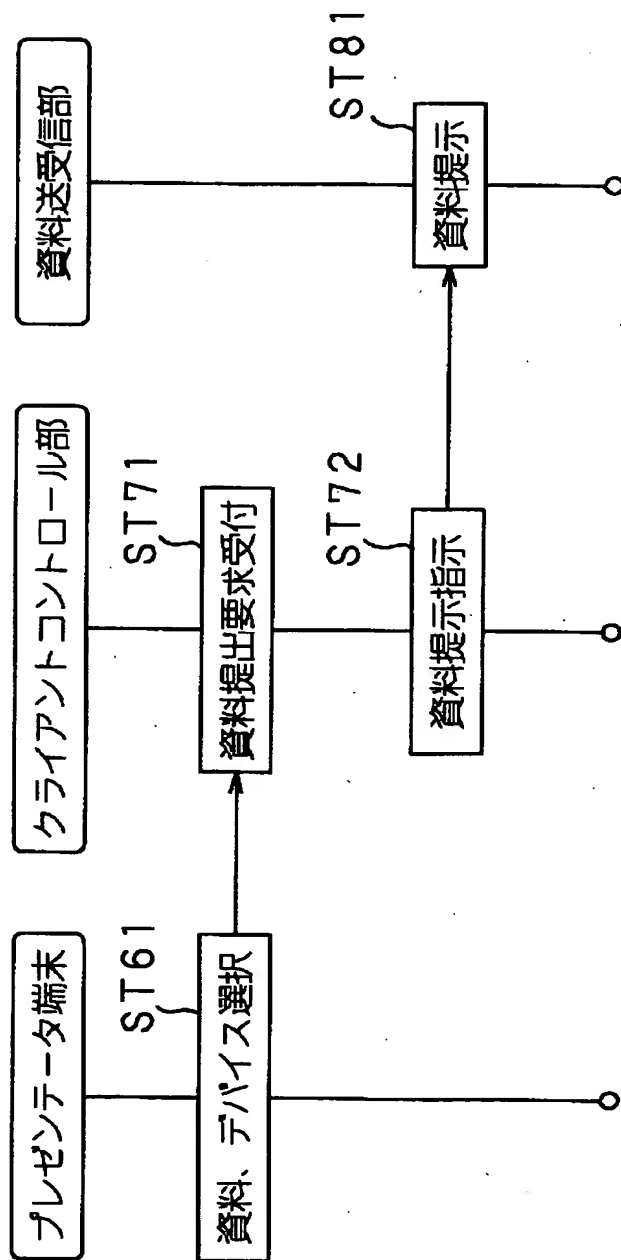 プレゼンテータ端末
クライアントコントロール部
資料送受信部
ST61
資料、デバイス選択
ST71
資料提出要求受付
ST72
資料提示指示
ST81
資料提示